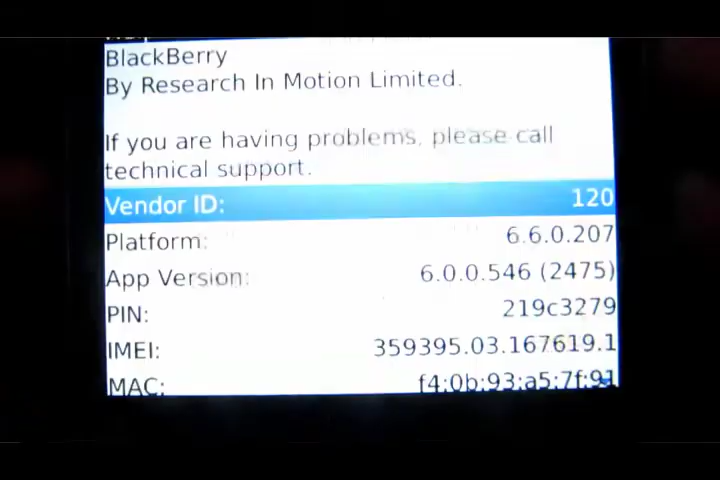 BlackBerry
By Research In Motion Limited.
If you are having problems, please call
technical support.
Vendor ID: 120
Platform: 6.6.0.207
App Version: 6.0.0.546 (2475)
PIN: 219c3279
IMEI: 359395.03.167619.1
MAC: f4:0b:93:a5:7f:91